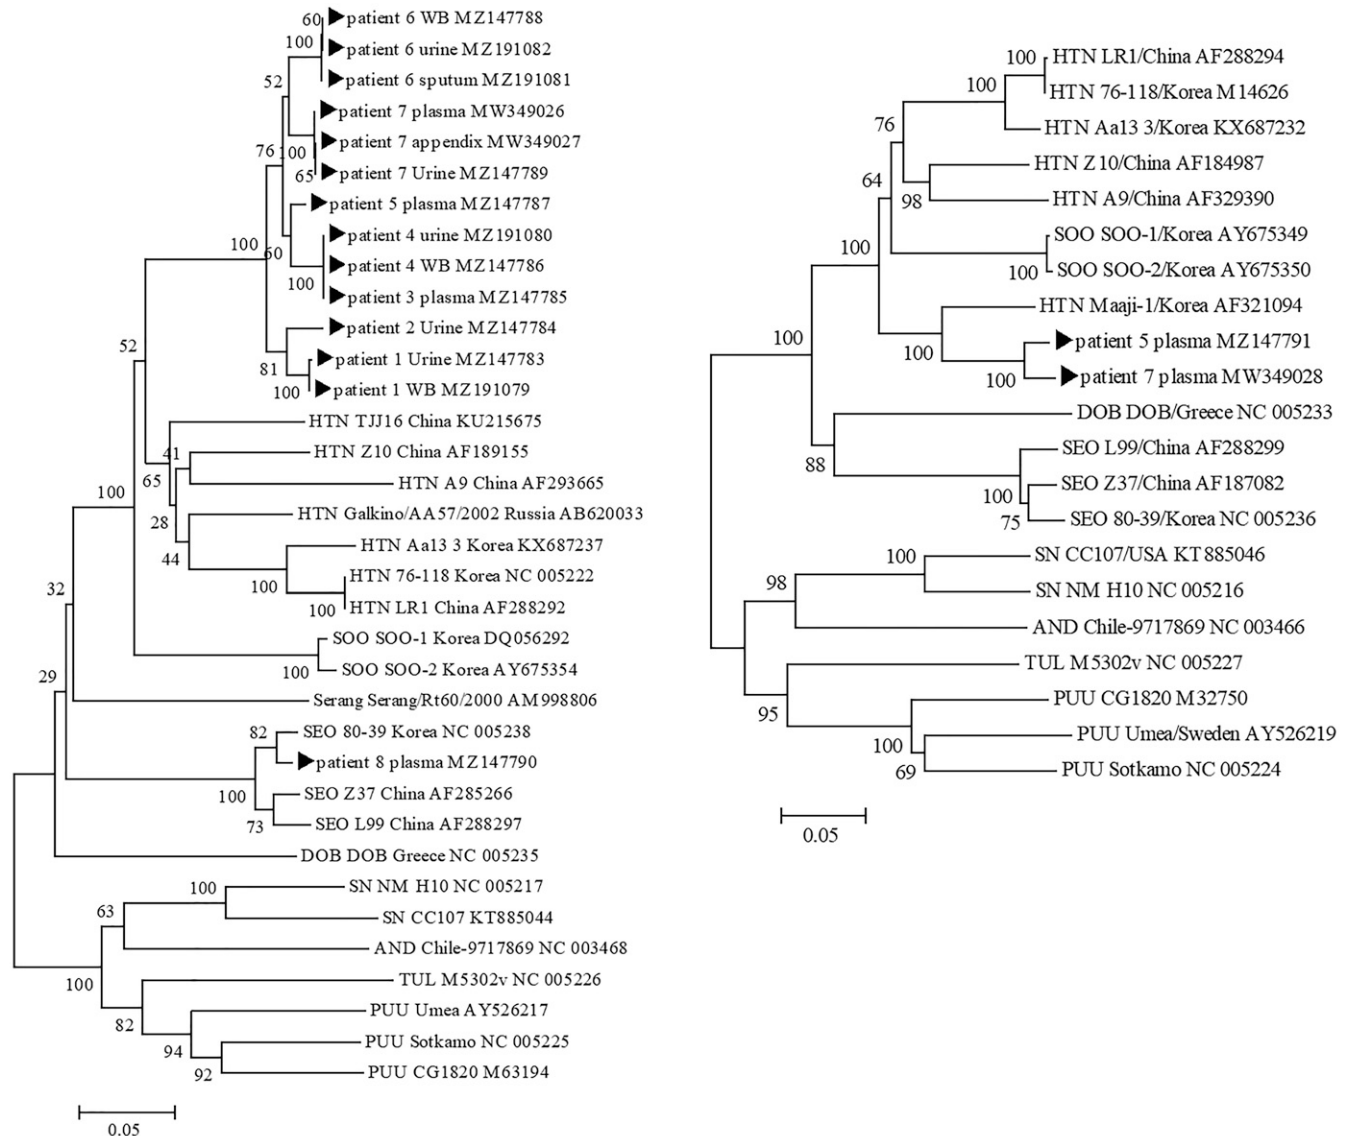 60
patient 6 WB MZ147788
100
patient 6 urine MZ191082
patient 6 sputum MZ191081
52
patient 7 plasma MW349026
76
100
patient 7 appendix MW349027
65
patient 7 Urine MZ147789
patient 5 plasma MZ147787
100
60
patient 4 urine MZ191080
patient 4 WB MZ147786
100
patient 3 plasma MZ147785
patient 2 Urine MZ147784
52
patient 1 Urine MZ147783
81
100
patient 1 WB MZ191079
HTN TJJ16 China KU215675
41
HTN Z10 China AF189155
65
HTN A9 China AF293665
100
28
HTN Galkino/AA57/2002 Russia AB620033
44
HTN Aa13 3 Korea KX687237
100
HTN 76-118 Korea NC 005222
32
100
HTN LR1 China AF288292
SOO SOO-1 Korea DQ056292
100
SOO SOO-2 Korea AY675354
29
Serang Serang/Rt60/2000 AM998806
82
SEO 80-39 Korea NC 005238
patient 8 plasma MZ147790
100
SEO Z37 China AF285266
73
SEO L99 China AF288297
DOB DOB Greece NC 005235
100
SN NM H10 NC 005217
63
SN CC107 KT885044
AND Chile-9717869 NC 003468
100
TUL M5302v NC 005226
82
PUU Umea AY526217
94
PUU Sotkamo NC 005225
92
PUU CG1820 M63194
0.05
100
HTN LR1/China AF288294
100
HTN 76-118/Korea M14626
76
HTN Aa13 3/Korea KX687232
HTN Z10/China AF184987
64
98
HTN A9/China AF329390
100
SOO SOO-1/Korea AY675349
100
SOO SOO-2/Korea AY675350
HTN Maaji-1/Korea AF321094
100
100
patient 5 plasma MZ147791
100
patient 7 plasma MW349028
DOB DOB/Greece NC 005233
88
SEO L99/China AF288299
100
SEO Z37/China AF187082
75
SEO 80-39/Korea NC 005236
100
SN CC107/USA KT885046
98
SN NM H10 NC 005216
AND Chile-9717869 NC 003466
TUL M5302v NC 005227
95
PUU CG1820 M32750
100
PUU Umea/Sweden AY526219
69
PUU Sotkamo NC 005224
0.05